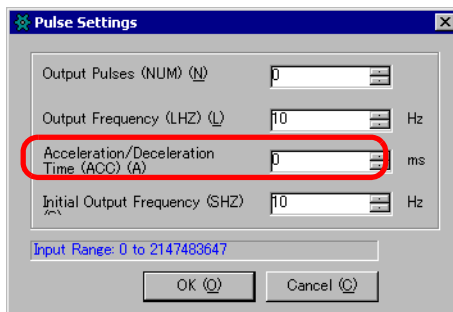 Pulse Settings
Output Pulses (NUM) (N)
0
Output Frequency (LHZ) (L)
10
Hz
Acceleration/Deceleration
Time (ACC) (A)
0
ms
Initial Output Frequency (SHZ)
10
Hz
Input Range: 0 to 2147483647
OK (O)
Cancel (C)